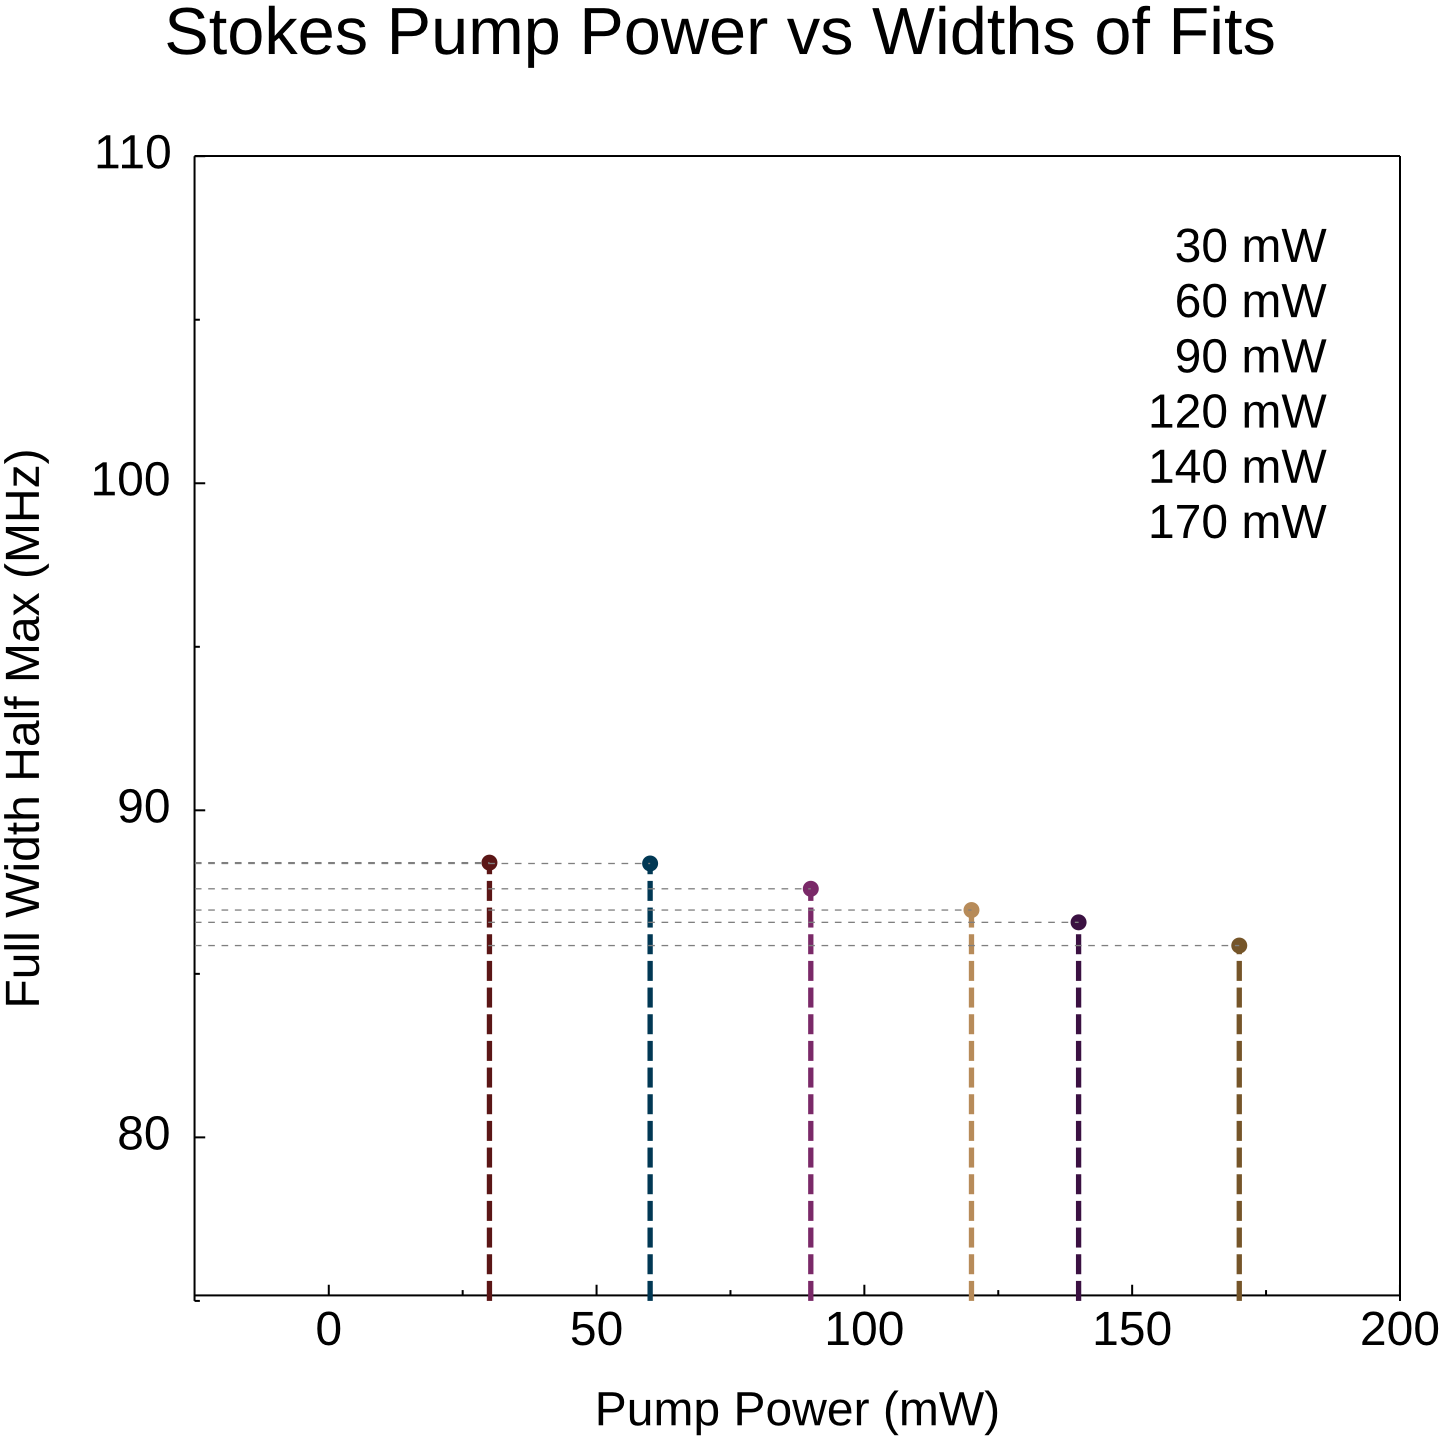 Stokes Pump Power vs Widths of Fits
110
30 mW
60 mW
90 mW
120 mW
140 mW
170 mW
100
90
80
Full Width Half Max (MHz)
0 50 100 150 200
Pump Power (mW)